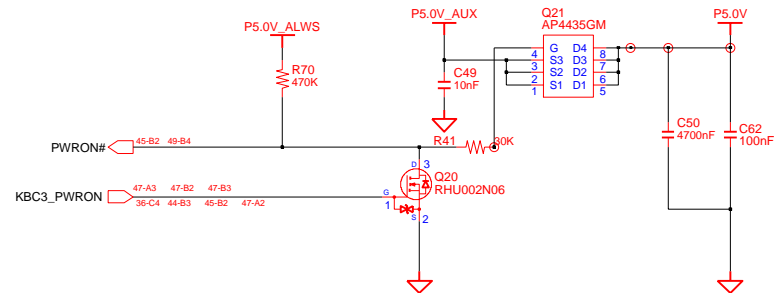 Q21
AP4435GM
P5.0V_AUX
P5.0V
P5.0V_ALWS
G D4
4 8
S3 D3
3 7
S2 D2
2 6
S1 D1
1 5
R70
470K
C49
10nF
C50
4700nF
C62
100nF
R41 30K
PWRON# 45-B2 49-B4
D 3
Q20
RHU002N06
KBC3_PWRON
47-A3 47-B2 47-B3
36-C4 44-B3 45-B2 47-A2
G
1
S 2